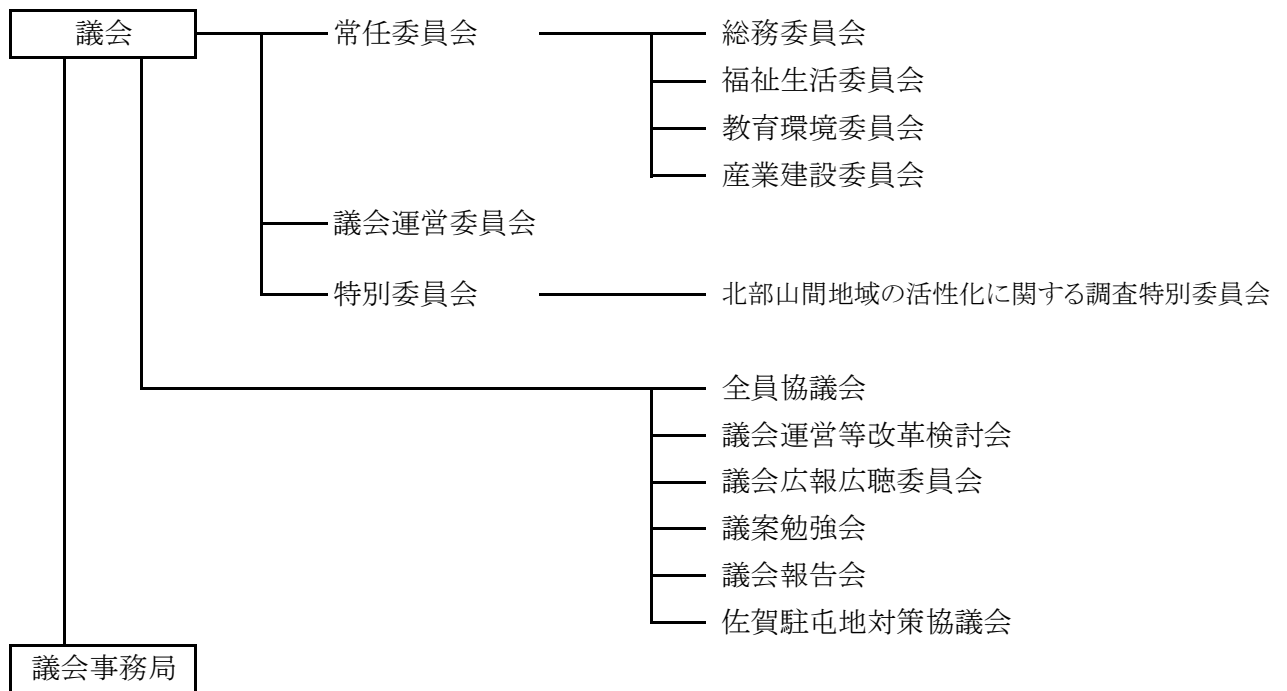 議会
常任委員会
総務委員会
福祉生活委員会
教育環境委員会
産業建設委員会
議会運営委員会
特別委員会
北部山間地域の活性化に関する調査特別委員会
全員協議会
議会運営等改革検討会
議会広報広聴委員会
議案勉強会
議会報告会
佐賀駐屯地対策協議会
議会事務局